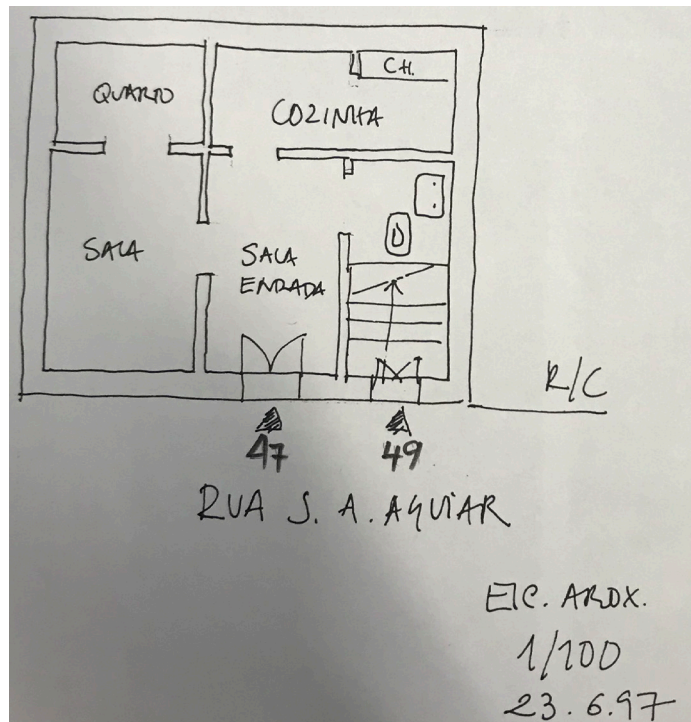 QUARTO
CH.
COZINHA
SALA
SALA
ENTRADA
R/C
47
49
RUA S. A. AGUIAR
ESC. APROX.
1/100
23.6.97